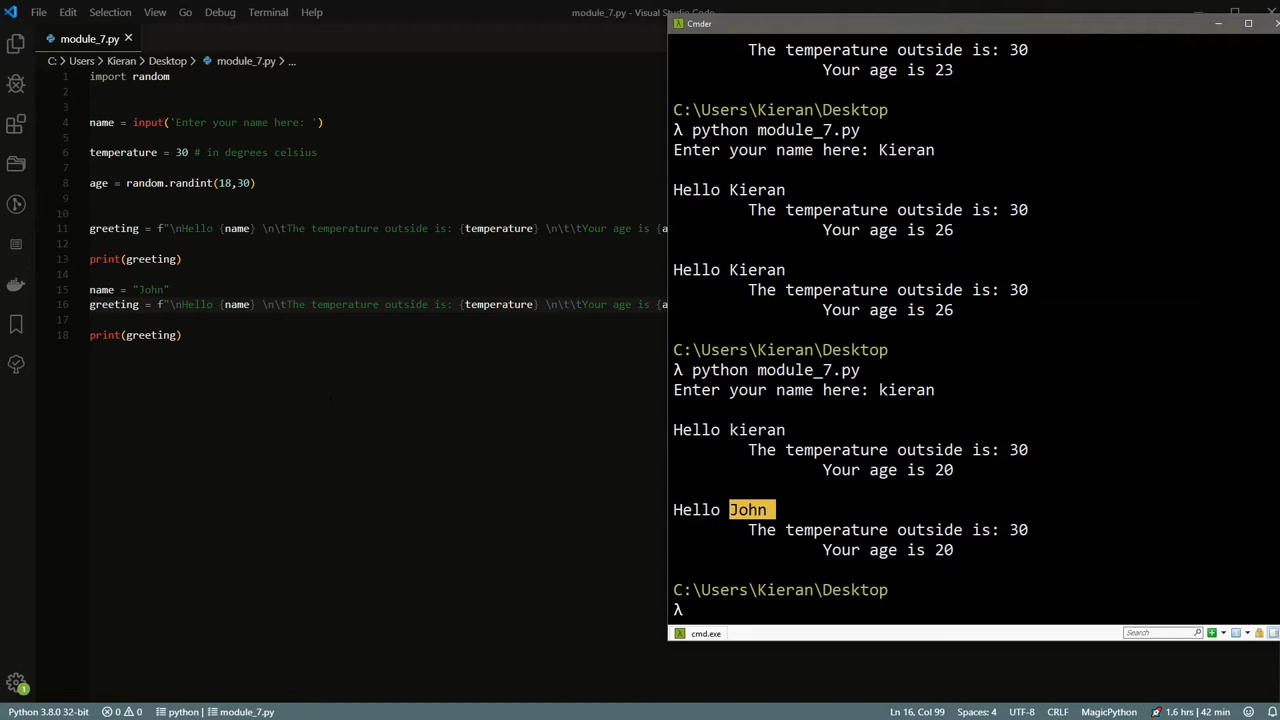 File Edit Selection View Go Debug Terminal Help
module_7.py - Visual Studio Code
module_7.py
C: > Users > Kieran > Desktop > module_7.py > ...
1 import random
2
3
4 name = input('Enter your name here: ')
5
6 temperature = 30 # in degrees celsius
7
8 age = random.randint(18,30)
9
10
11 greeting = f"\nHello {name} \n\tThe temperature outside is: {temperature} \n\t\tYour age is {a
12
13 print(greeting)
14
15 name = "John"
16 greeting = f"\nHello {name} \n\tThe temperature outside is: {temperature} \n\t\tYour age is {a
17
18 print(greeting)
Cmder
The temperature outside is: 30
Your age is 23
C:\Users\Kieran\Desktop
λ python module_7.py
Enter your name here: Kieran
Hello Kieran
The temperature outside is: 30
Your age is 26
Hello Kieran
The temperature outside is: 30
Your age is 26
C:\Users\Kieran\Desktop
λ python module_7.py
Enter your name here: kieran
Hello kieran
The temperature outside is: 30
Your age is 20
Hello John
The temperature outside is: 30
Your age is 20
C:\Users\Kieran\Desktop
λ
cmd.exe
Search
1
Python 3.8.0 32-bit 0 0 python | module_7.py
Ln 16, Col 99 Spaces: 4 UTF-8 CRLF MagicPython 1.6 hrs | 42 min